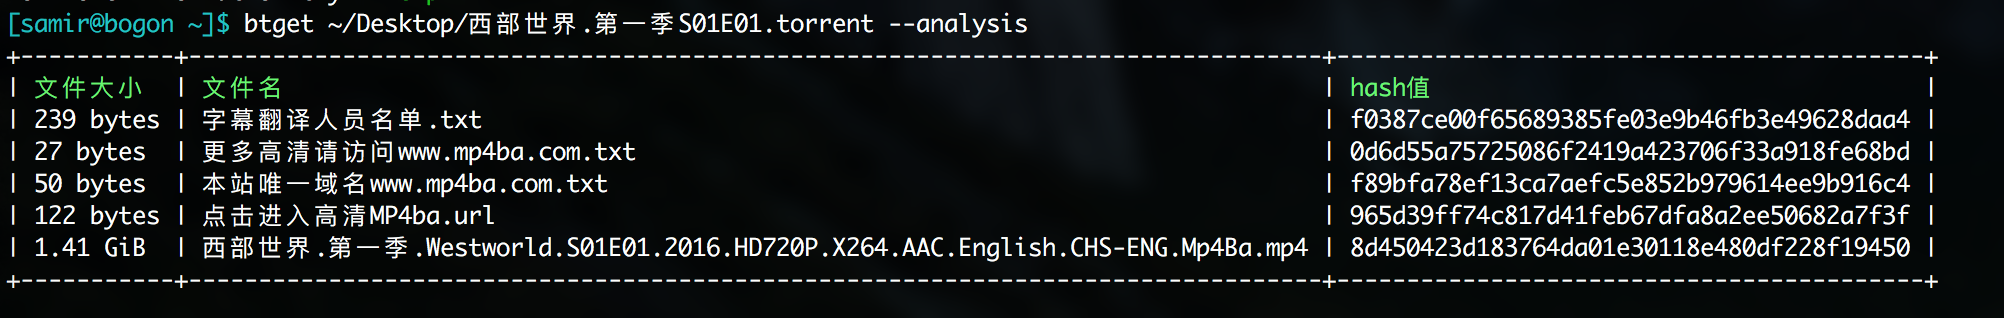 [samir@bogon ~]$ btget ~/Desktop/西部世界.第一季S01E01.torrent --analysis
+-----------+---------------------------------------------------------------------------------+------------------------------------------+
| 文件大小 | 文件名 | hash值 |
| 239 bytes | 字幕翻译人员名单.txt | f0387ce00f65689385fe03e9b46fb3e49628daa4 |
| 27 bytes | 更多高清请访问www.mp4ba.com.txt | 0d6d55a75725086f2419a423706f33a918fe68bd |
| 50 bytes | 本站唯一域名www.mp4ba.com.txt | f89bfa78ef13ca7aefc5e852b979614ee9b916c4 |
| 122 bytes | 点击进入高清MP4ba.url | 965d39ff74c817d41feb67dfa8a2ee50682a7f3f |
| 1.41 GiB | 西部世界.第一季.Westworld.S01E01.2016.HD720P.X264.AAC.English.CHS-ENG.Mp4Ba.mp4 | 8d450423d183764da01e30118e480df228f19450 |
+-----------+---------------------------------------------------------------------------------+------------------------------------------+